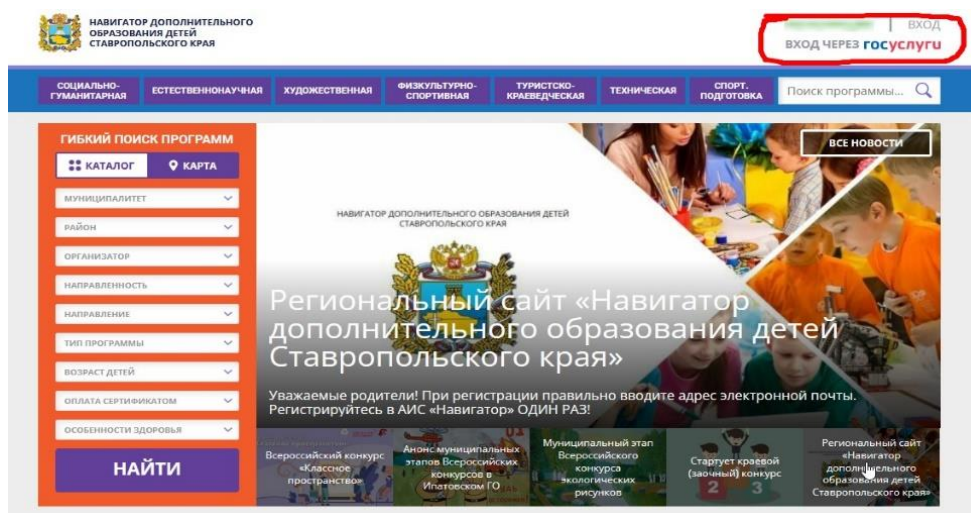 НАВИГАТОР ДОПОЛНИТЕЛЬНОГО
ОБРАЗОВАНИЯ ДЕТЕЙ
СТАВРОПОЛЬСКОГО КРАЯ
| ВХОД
ВХОД ЧЕРЕЗ госуслуги
СОЦИАЛЬНО-
ГУМАНИТАРНАЯ
ЕСТЕСТВЕННОНАУЧНАЯ
ХУДОЖЕСТВЕННАЯ
ФИЗКУЛЬТУРНО-
СПОРТИВНАЯ
ТУРИСТСКО-
КРАЕВЕДЧЕСКАЯ
ТЕХНИЧЕСКАЯ
СПОРТ.
ПОДГОТОВКА
Поиск программы...
ГИБКИЙ ПОИСК ПРОГРАММ
КАТАЛОГ
КАРТА
МУНИЦИПАЛИТЕТ
РАЙОН
ОРГАНИЗАТОР
НАПРАВЛЕННОСТЬ
НАПРАВЛЕНИЕ
ТИП ПРОГРАММЫ
ВОЗРАСТ ДЕТЕЙ
ОПЛАТА СЕРТИФИКАТОМ
ОСОБЕННОСТИ ЗДОРОВЬЯ
НАЙТИ
ВСЕ НОВОСТИ
НАВИГАТОР ДОПОЛНИТЕЛЬНОГО ОБРАЗОВАНИЯ ДЕТЕЙ
СТАВРОПОЛЬСКОГО КРАЯ
Региональный сайт «Навигатор
дополнительного образования детей
Ставропольского края»
Уважаемые родители! При регистрации правильно вводите адрес электронной почты.
Регистрируйтесь в АИС «Навигатор» ОДИН РАЗ!
Всероссийский конкурс
«Классное
пространство»
Анонс муниципальных
этапов Всероссийских
конкурсов в
Ипатовском ГО
Муниципальный этап
Всероссийского
конкурса
экологических
рисунков
Стартует краевой
(заочный) конкурс
2 3
Региональный сайт
«Навигатор
дополнительного
образования детей
Ставропольского края»